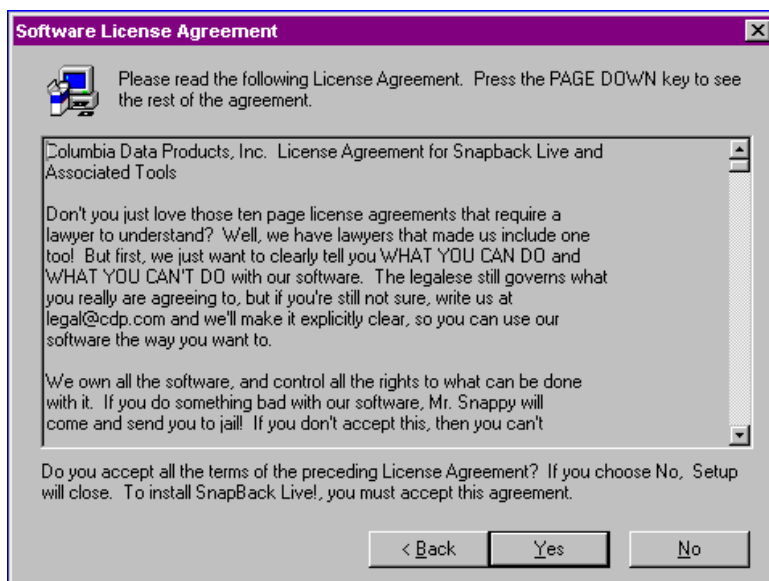 Software License Agreement
Please read the following License Agreement. Press the PAGE DOWN key to see
the rest of the agreement.
Columbia Data Products, Inc. License Agreement for Snapback Live and
Associated Tools
Don't you just love those ten page license agreements that require a
lawyer to understand? Well, we have lawyers that made us include one
too! But first, we just want to clearly tell you WHAT YOU CAN DO and
WHAT YOU CAN'T DO with our software. The legalese still governs what
you really are agreeing to, but if you're still not sure, write us at
legal@cdp.com and we'll make it explicitly clear, so you can use our
software the way you want to.
We own all the software, and control all the rights to what can be done
with it. If you do something bad with our software, Mr. Snappy will
come and send you to jail! If you don't accept this, then you can't
Do you accept all the terms of the preceding License Agreement? If you choose No, Setup
will close. To install SnapBack Live!, you must accept this agreement.
< Back Yes No